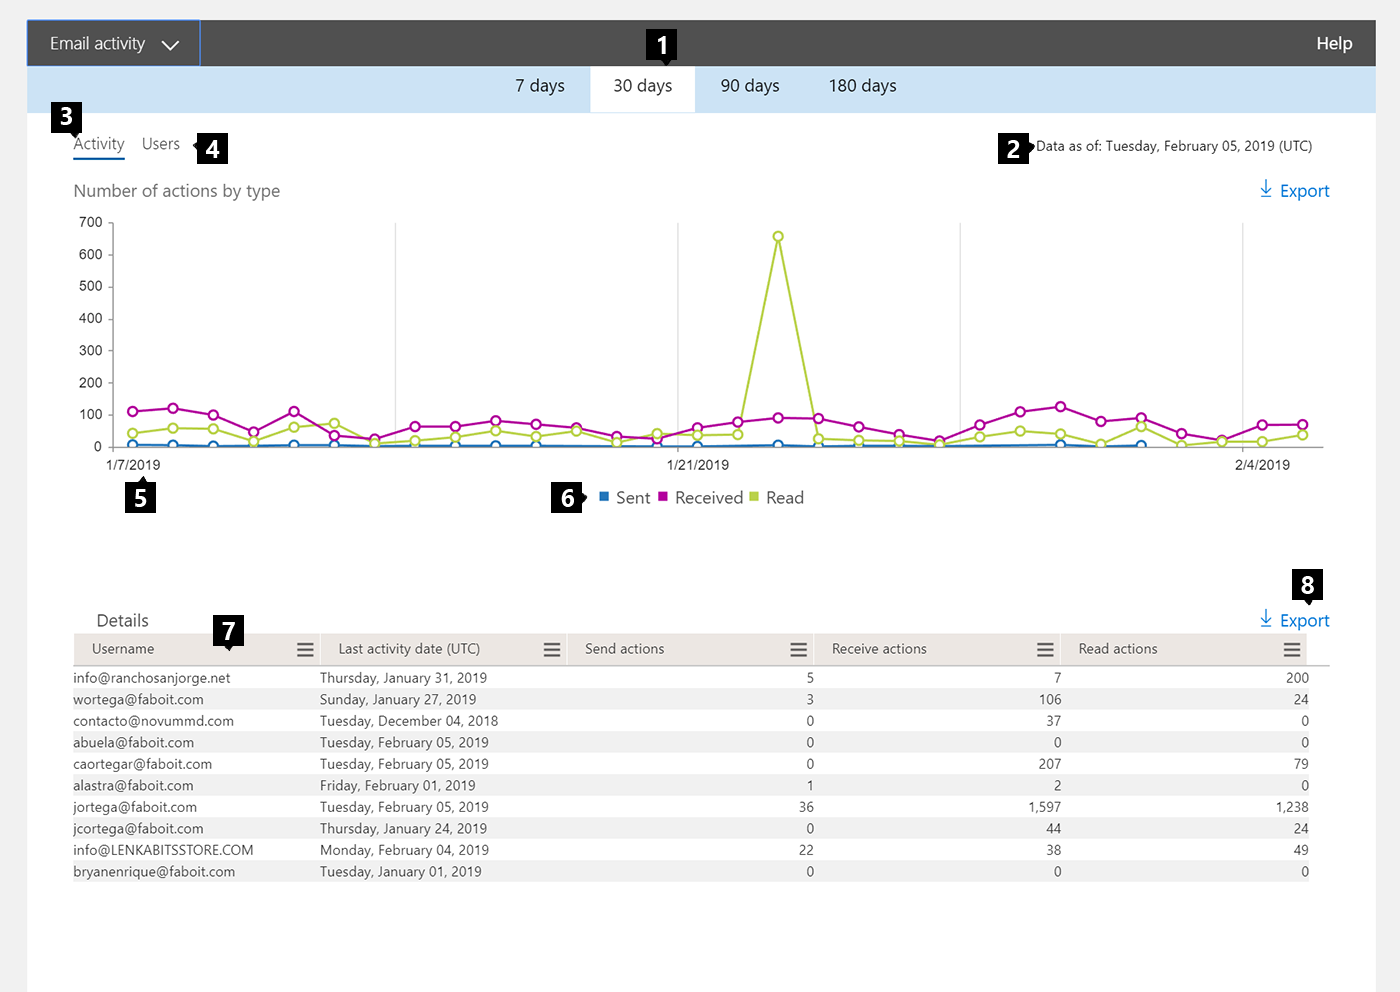 Email activity
Help
1
7 days 30 days 90 days 180 days
3
Activity Users 4
2 Data as of: Tuesday, February 05, 2019 (UTC)
Number of actions by type
Export
700
600
500
400
300
200
100
0
1/7/2019 1/21/2019 2/4/2019
5
6 Sent Received Read
8
Details
Export
7
Username Last activity date (UTC) Send actions Receive actions Read actions
info@ranchosanjorge.net Thursday, January 31, 2019 5 7 200
wortega@faboit.com Sunday, January 27, 2019 3 106 24
contacto@novummd.com Tuesday, December 04, 2018 0 37 0
abuela@faboit.com Tuesday, February 05, 2019 0 0 0
caortegar@faboit.com Tuesday, February 05, 2019 0 207 79
alastra@faboit.com Friday, February 01, 2019 1 2 0
jortega@faboit.com Tuesday, February 05, 2019 36 1,597 1,238
jcortega@faboit.com Thursday, January 24, 2019 0 44 24
info@LENKABITSSTORE.COM Monday, February 04, 2019 22 38 49
bryanenrique@faboit.com Tuesday, January 01, 2019 0 0 0